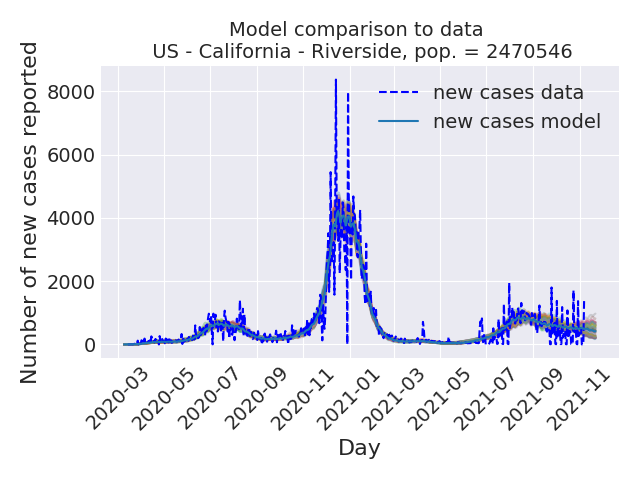 Model comparison to data
US - California - Riverside, pop. = 2470546
Number of new cases reported
8000
6000
4000
2000
0
new cases data
new cases model
2020-03
2020-05
2020-07
2020-09
2020-11
2021-01
2021-03
2021-05
2021-07
2021-09
2021-11
Day